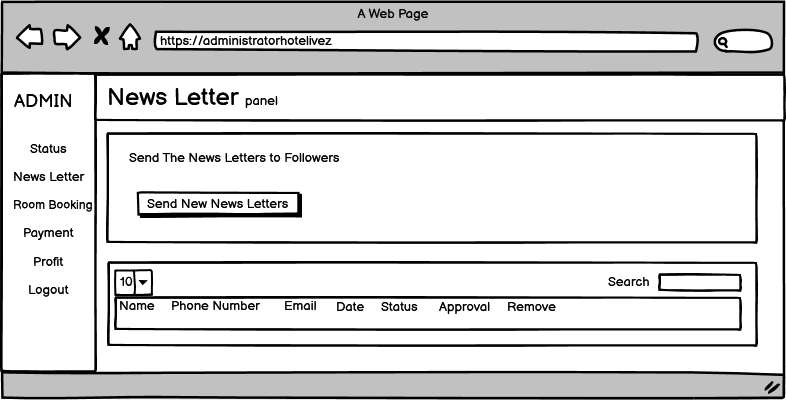 A Web Page
https://administratorhotelivez
ADMIN
News Letter panel
Status
News Letter
Room Booking
Payment
Profit
Logout
Send The News Letters to Followers
Send New News Letters
10
Search
Name Phone Number Email Date Status Approval Remove